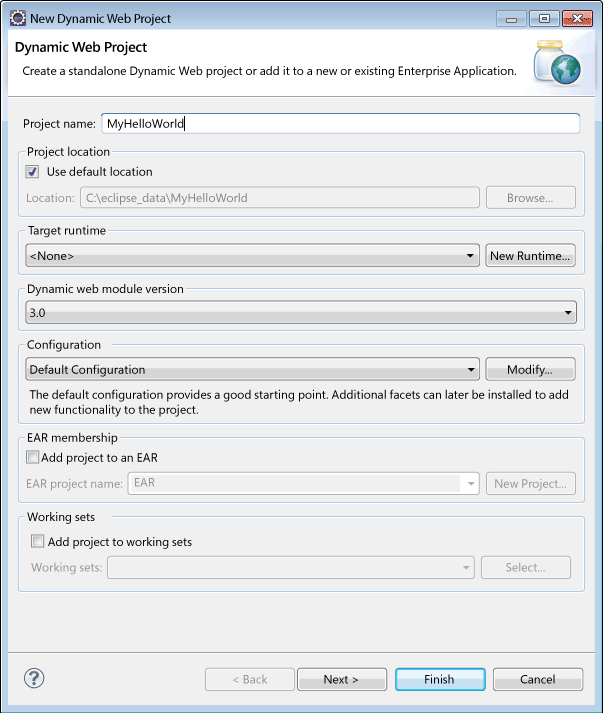 New Dynamic Web Project
Dynamic Web Project
Create a standalone Dynamic Web project or add it to a new or existing Enterprise Application.
Project name: MyHelloWorld
Project location
Use default location
Location: C:\eclipse_data\MyHelloWorld Browse...
Target runtime
<None> New Runtime...
Dynamic web module version
3.0
Configuration
Default Configuration Modify...
The default configuration provides a good starting point. Additional facets can later be installed to add
new functionality to the project.
EAR membership
Add project to an EAR
EAR project name: EAR New Project...
Working sets
Add project to working sets
Working sets: Select...
? < Back Next > Finish Cancel